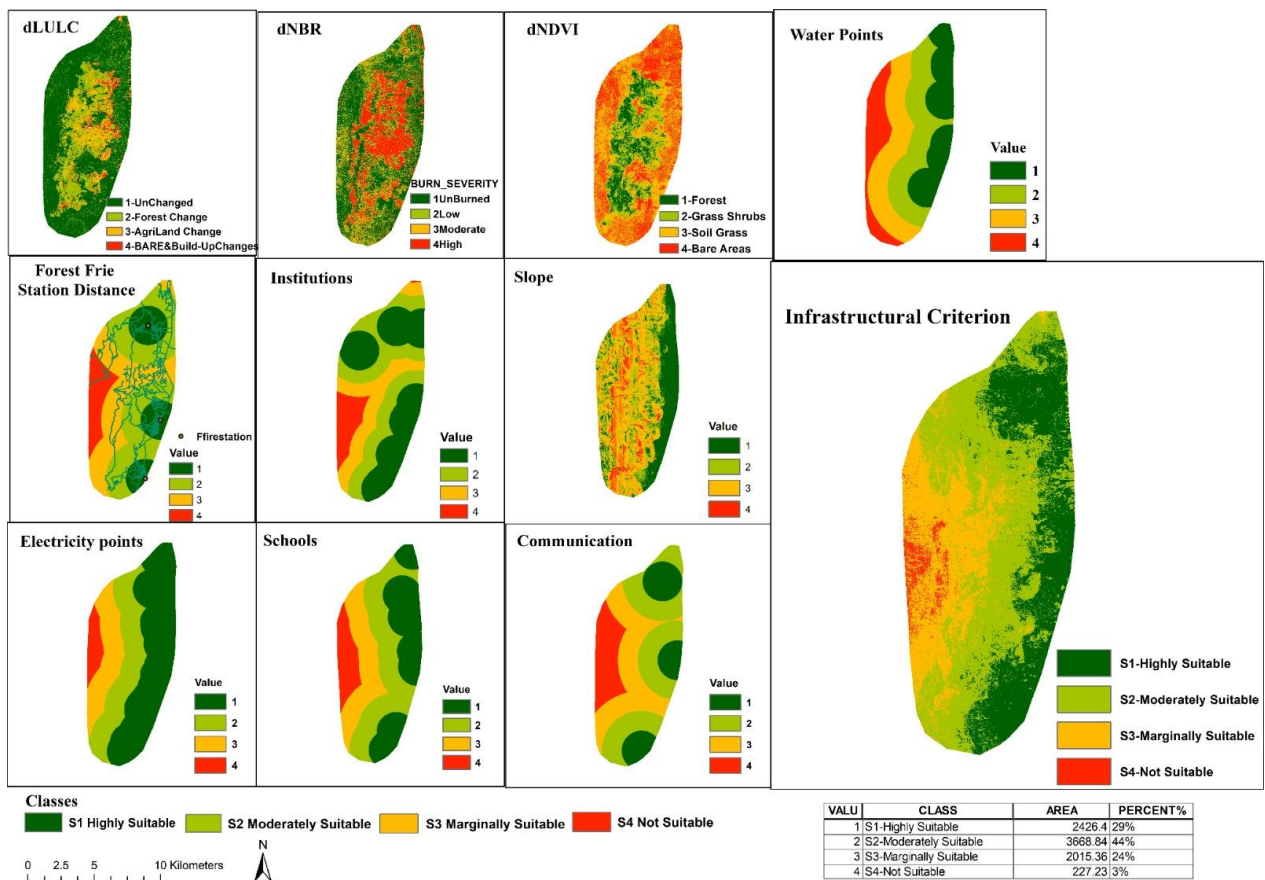 dLULC
1-UnChanged
2-Forest Change
3-AgriLand Change
4-BARE&Build-UpChanges
dNBR
BURN_SEVERITY
1UnBurned
2Low
3Moderate
4High
dNDVI
1-Forest
2-Grass Shrubs
3-Soil Grass
4-Bare Areas
Water Points
Value
1
2
3
4
Forest Frie
Station Distance
Ffirestation
Value
1
2
3
4
Institutions
Value
1
2
3
4
Slope
Value
1
2
3
4
Infrastructural Criterion
S1-Highly Suitable
S2-Moderately Suitable
S3-Marginally Suitable
S4-Not Suitable
Electricity points
Value
1
2
3
4
Schools
Value
1
2
3
4
Communication
Value
1
2
3
4
Classes
S1 Highly Suitable S2 Moderately Suitable S3 Marginally Suitable S4 Not Suitable
N
0 2.5 5 10 Kilometers
VALU CLASS AREA PERCENT%
1 S1-Highly Suitable 2426.4 29%
2 S2-Moderately Suitable 3668.84 44%
3 S3-Marginally Suitable 2015.36 24%
4 S4-Not Suitable 227.23 3%